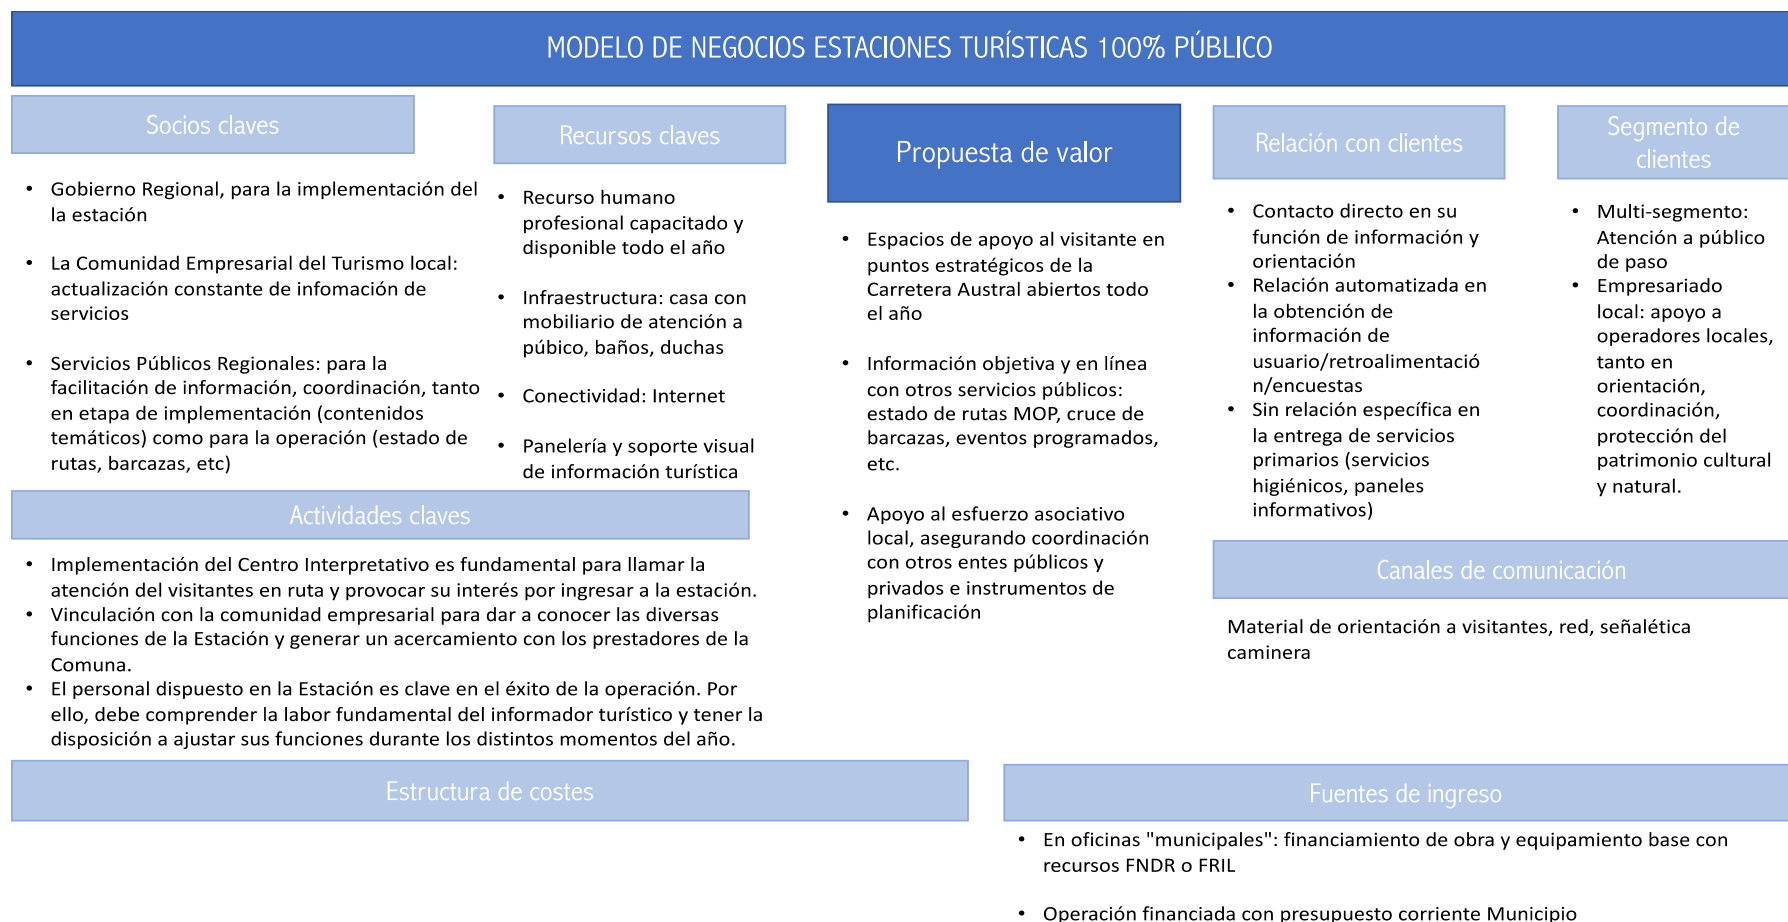 MODELO DE NEGOCIOS ESTACIONES TURÍSTICAS 100% PÚBLICO
Socios claves
• Gobierno Regional, para la implementación del
la estación
• La Comunidad Empresarial del Turismo local:
actualización constante de infomación de
servicios
• Servicios Públicos Regionales: para la
facilitación de información, coordinación, tanto
en etapa de implementación (contenidos
temáticos) como para la operación (estado de
rutas, barcazas, etc)
Recursos claves
• Recurso humano
profesional capacitado y
disponible todo el año
• Infraestructura: casa con
mobiliario de atención a
púbico, baños, duchas
• Conectividad: Internet
• Panelería y soporte visual
de información turística
Actividades claves
• Implementación del Centro Interpretativo es fundamental para llamar la
atención del visitantes en ruta y provocar su interés por ingresar a la estación.
• Vinculación con la comunidad empresarial para dar a conocer las diversas
funciones de la Estación y generar un acercamiento con los prestadores de la
Comuna.
• El personal dispuesto en la Estación es clave en el éxito de la operación. Por
ello, debe comprender la labor fundamental del informador turístico y tener la
disposición a ajustar sus funciones durante los distintos momentos del año.
Propuesta de valor
• Espacios de apoyo al visitante en
puntos estratégicos de la
Carretera Austral abiertos todo
el año
• Información objetiva y en línea
con otros servicios públicos:
estado de rutas MOP, cruce de
barcazas, eventos programados,
etc.
• Apoyo al esfuerzo asociativo
local, asegurando coordinación
con otros entes públicos y
privados e instrumentos de
planificación
Relación con clientes
• Contacto directo en su
función de información y
orientación
• Relación automatizada en
la obtención de
información de
usuario/retroalimentació
n/encuestas
• Sin relación específica en
la entrega de servicios
primarios (servicios
higiénicos, paneles
informativos)
Segmento de
clientes
• Multi-segmento:
Atención a público
de paso
• Empresariado
local: apoyo a
operadores locales,
tanto en
orientación,
coordinación,
protección del
patrimonio cultural
y natural.
Canales de comunicación
Material de orientación a visitantes, red, señalética
caminera
Estructura de costes
Fuentes de ingreso
• En oficinas "municipales": financiamiento de obra y equipamiento base con
recursos FNDR o FRIL
• Operación financiada con presupuesto corriente Municipio